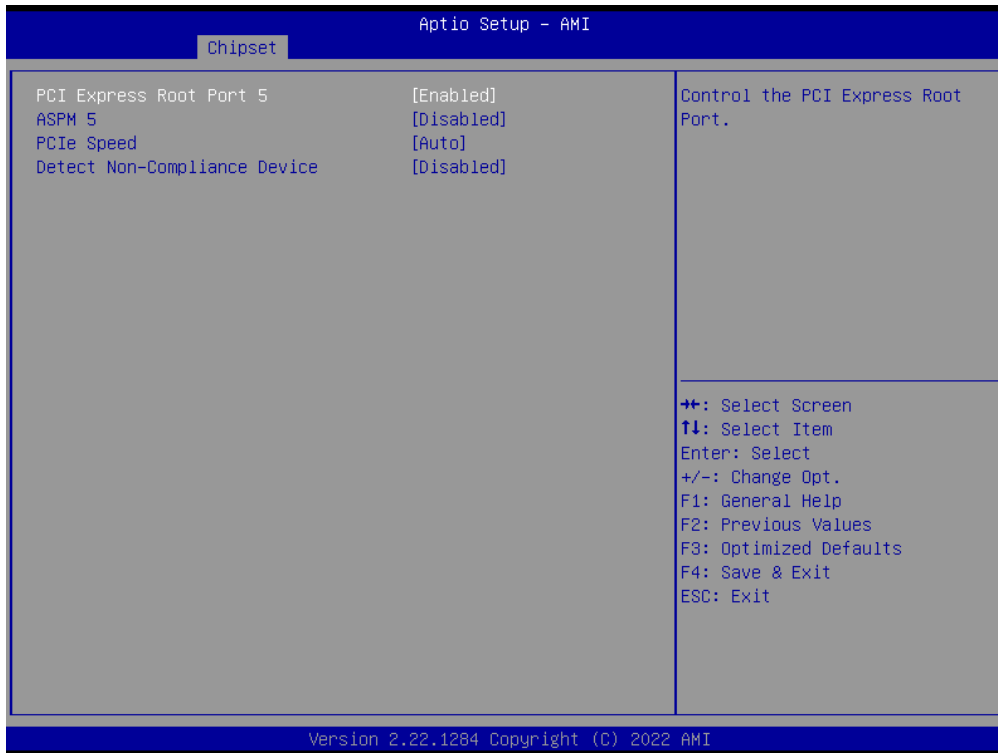 Aptio Setup – AMI
Chipset
PCI Express Root Port 5 [Enabled]
ASPM 5 [Disabled]
PCIe Speed [Auto]
Detect Non-Compliance Device [Disabled]
Control the PCI Express Root
Port.
→←: Select Screen
↑↓: Select Item
Enter: Select
+/-: Change Opt.
F1: General Help
F2: Previous Values
F3: Optimized Defaults
F4: Save & Exit
ESC: Exit
Version 2.22.1284 Copyright (C) 2022 AMI